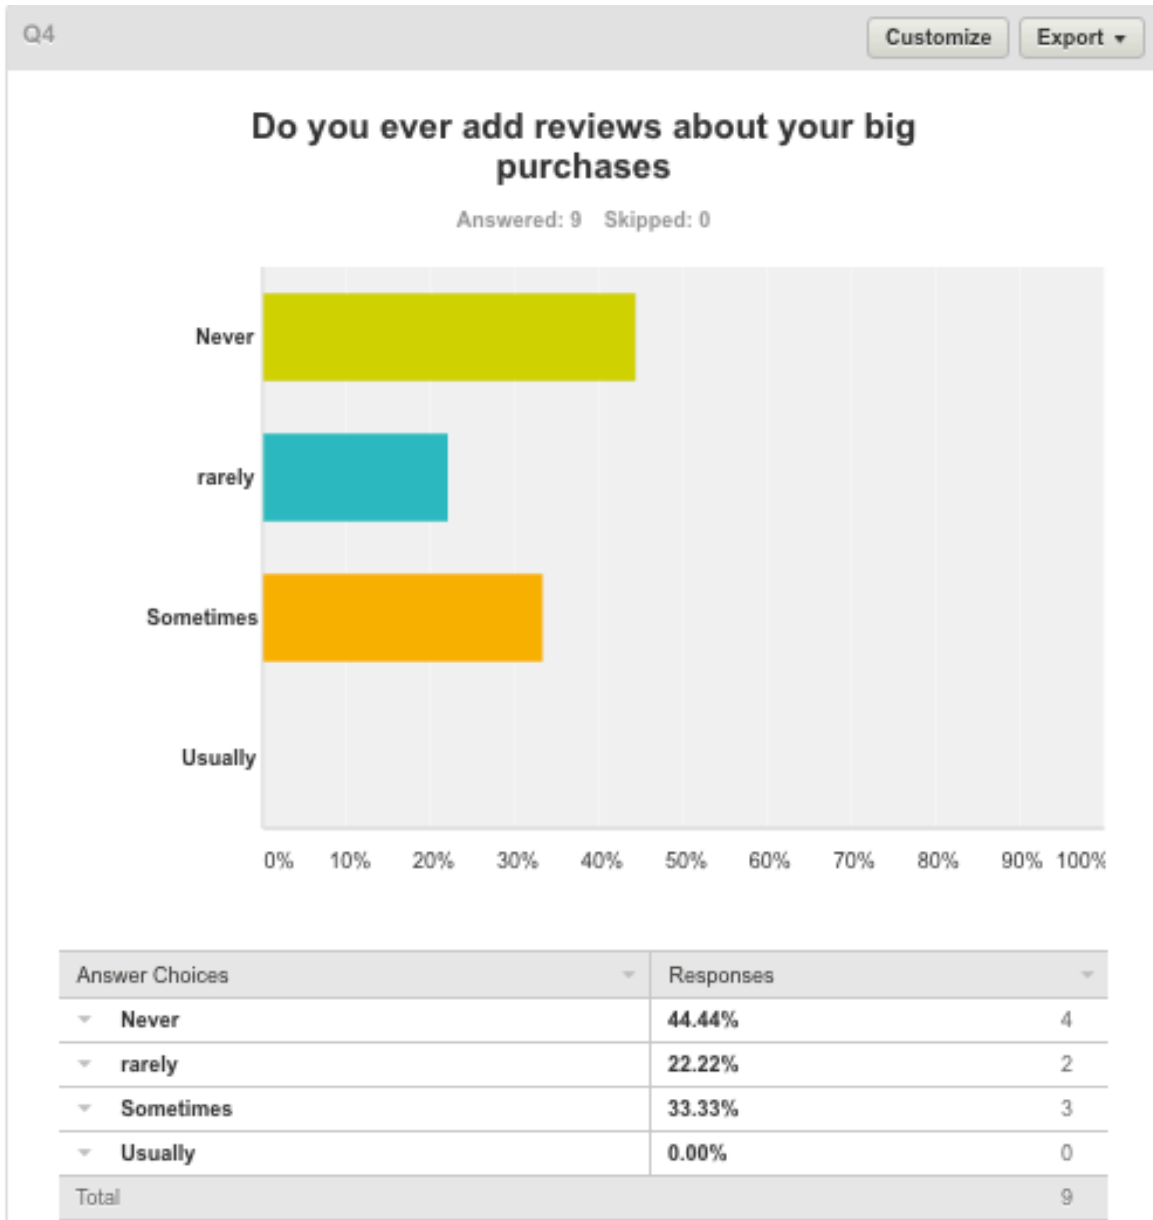 Q4
Customize
Export
Do you ever add reviews about your big
purchases
Answered: 9 Skipped: 0
Never
rarely
Sometimes
Usually
0% 10% 20% 30% 40% 50% 60% 70% 80% 90% 100%
Answer Choices Responses
Never 44.44% 4
rarely 22.22% 2
Sometimes 33.33% 3
Usually 0.00% 0
Total 9